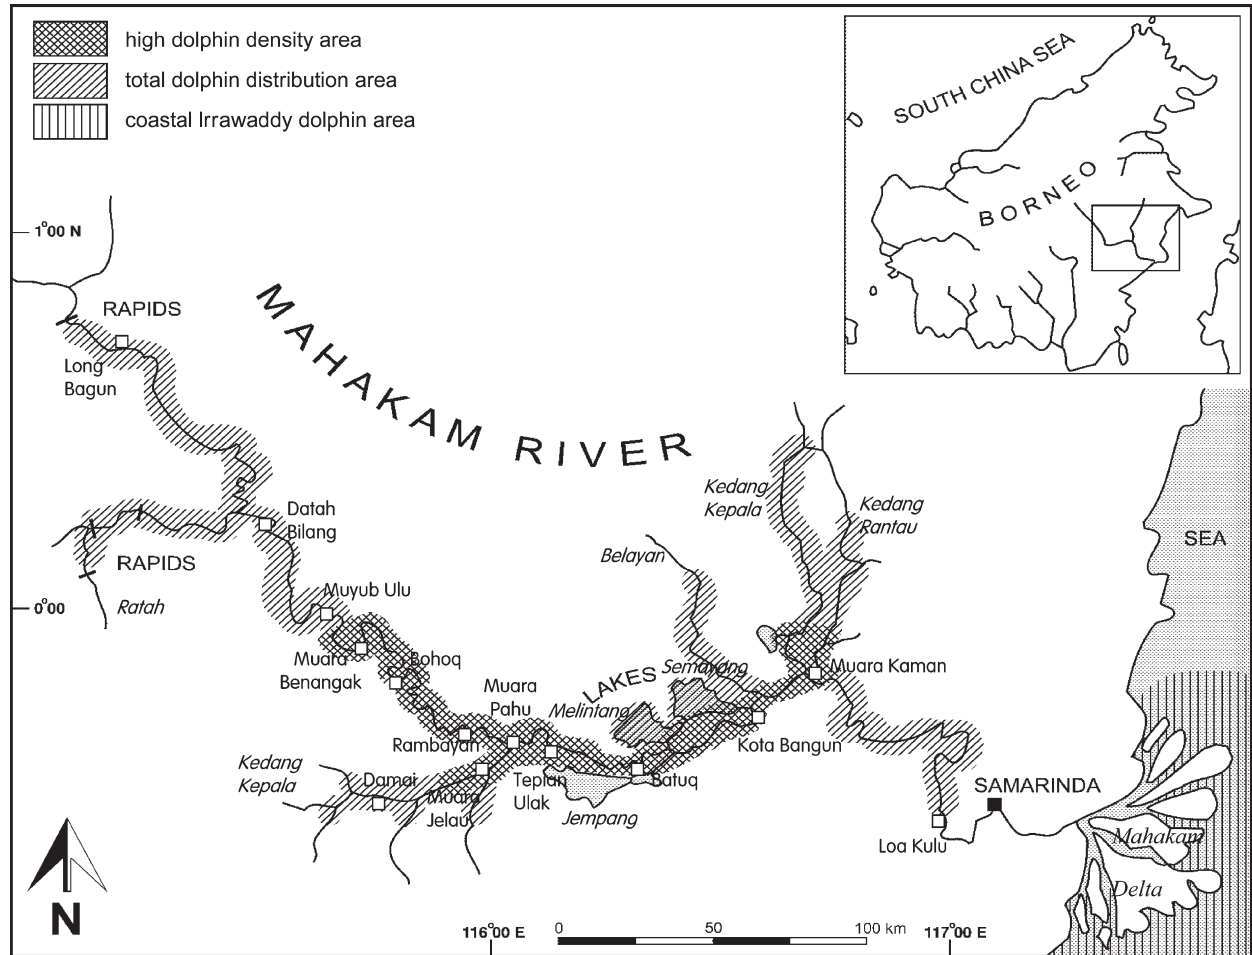 high dolphin density area
total dolphin distribution area
coastal Irrawaddy dolphin area
SOUTH CHINA SEA
BORNEO
1°00 N
RAPIDS
Long
Bagun
MAHAKAM RIVER
Kedang
Kepala
Kedang
Rantau
Datah
Bilang
SEA
Belayan
RAPIDS
Ratah
0°00
Muyub Ulu
Muara
Benangak
Bohoq
LAKES
Semayang
Muara Kaman
Muara
Pahu
Melintang
Rambayan
Kota Bangun
Kedang
Kepala
Damai
Muara
Jelau
Tepian
Ulak
Batuq
Jempang
SAMARINDA
Loa Kulu
Mahakam
Delta
N
116°00 E
0 50 100 km
117°00 E